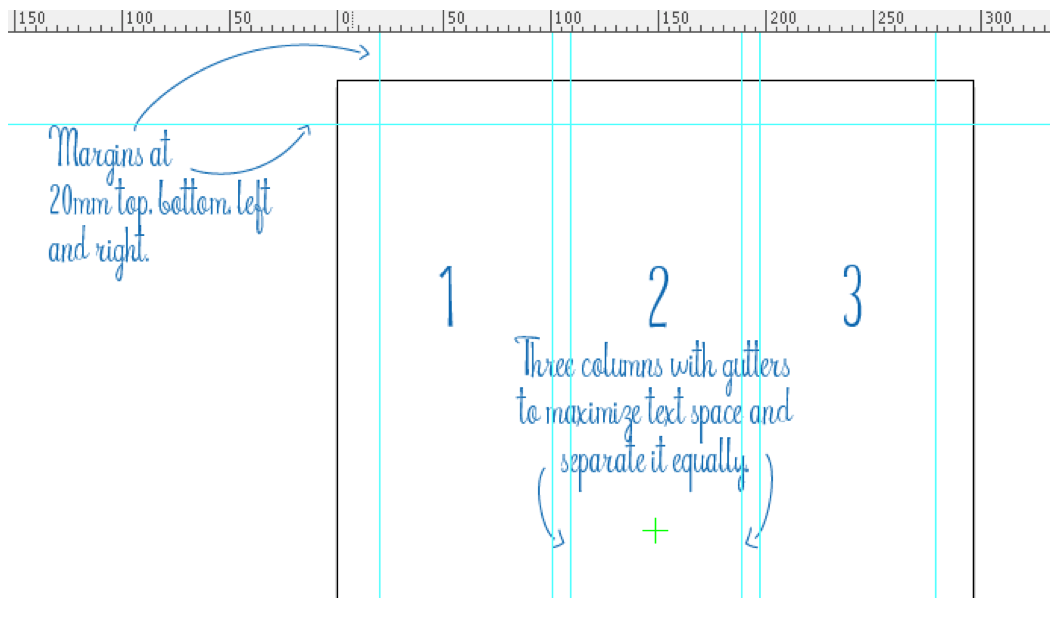 150 100 50 0 50 100 150 200 250 300
Margins at
20mm top, bottom, left
and right.
1 2 3
Three columns with gutters
to maximize text space and
separate it equally.